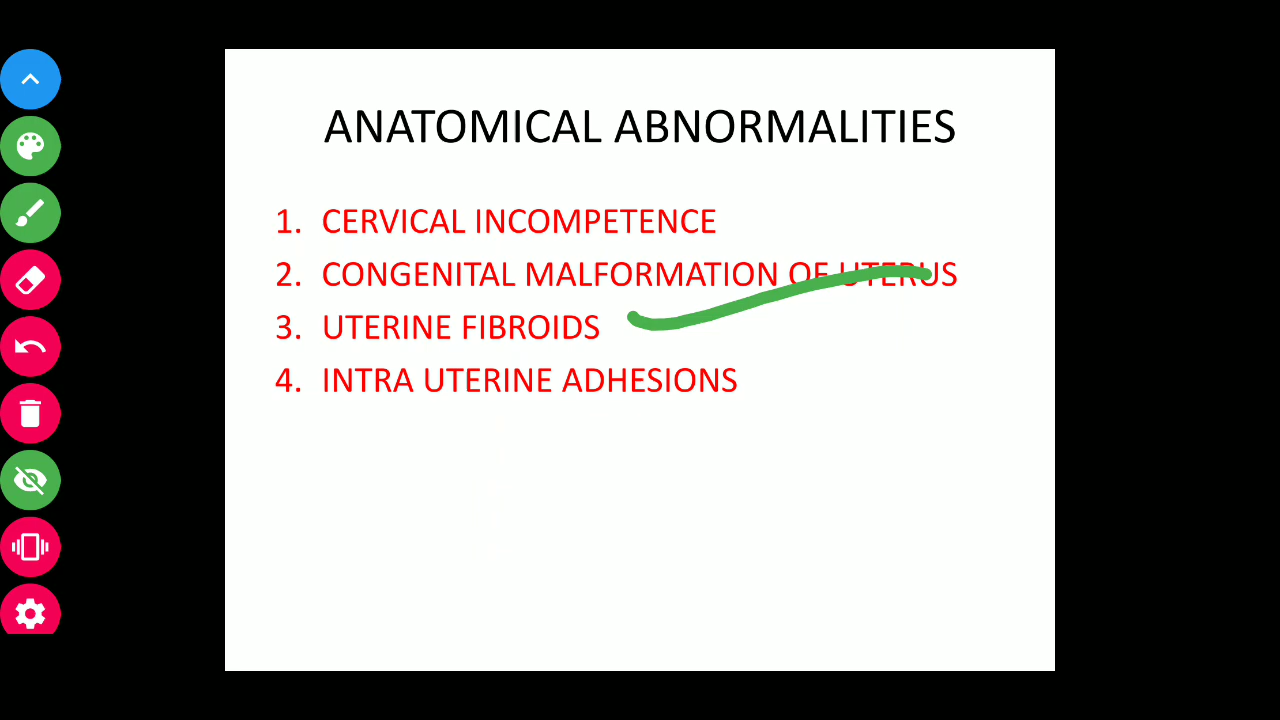 ANATOMICAL ABNORMALITIES
1. CERVICAL INCOMPETENCE
2. CONGENITAL MALFORMATION OF UTERUS
3. UTERINE FIBROIDS
4. INTRA UTERINE ADHESIONS